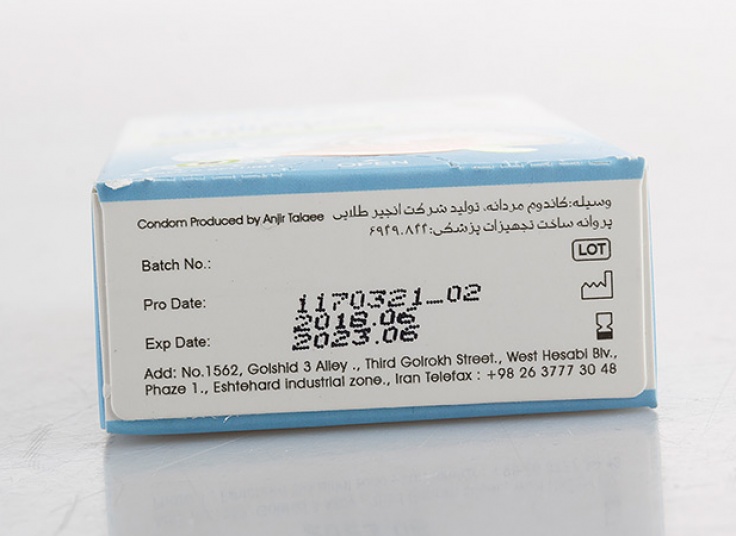 Condom Produced by Anjir Talaee وسیله:کاندوم مردانه، تولید شرکت انجیر طلایی
پروانه ساخت تجهیزات پزشکی:۶۹۴۹.۸۴۴
Batch No.:
LOT
Pro Date: 1170321_02
2018.06
Exp Date: 2023.06
Add: No.1562, Golshid 3 Alley ., Third Golrokh Street., West Hesabi Blv.,
Phaze 1., Eshtehard industrial zone., Iran Telefax : +98 26 3777 30 48